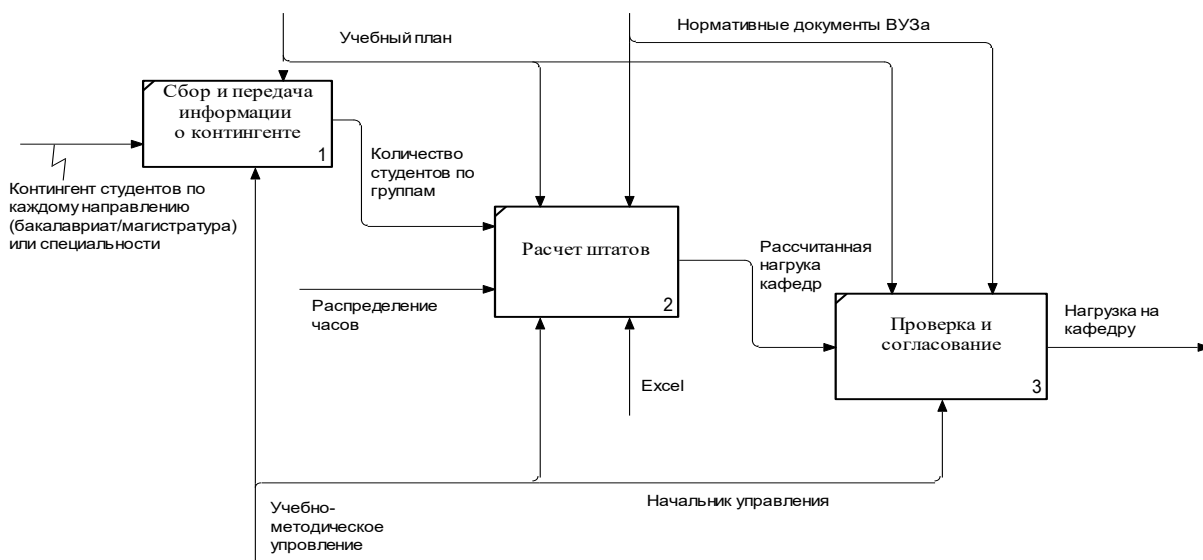 Нормативные документы ВУЗа
Учебный план
Сбор и передача
информации
о контингенте
1
Контингент студентов по
каждому направлению
(бакалавриат/магистратура)
или специальности
Количество
студентов по
группам
Расчет штатов
2
Распределение
часов
Рассчитанная
нагрука
кафедр
Проверка и
согласование
3
Нагрузка на
кафедру
Excel
Учебно-
методическое
упровление
Начальник управления